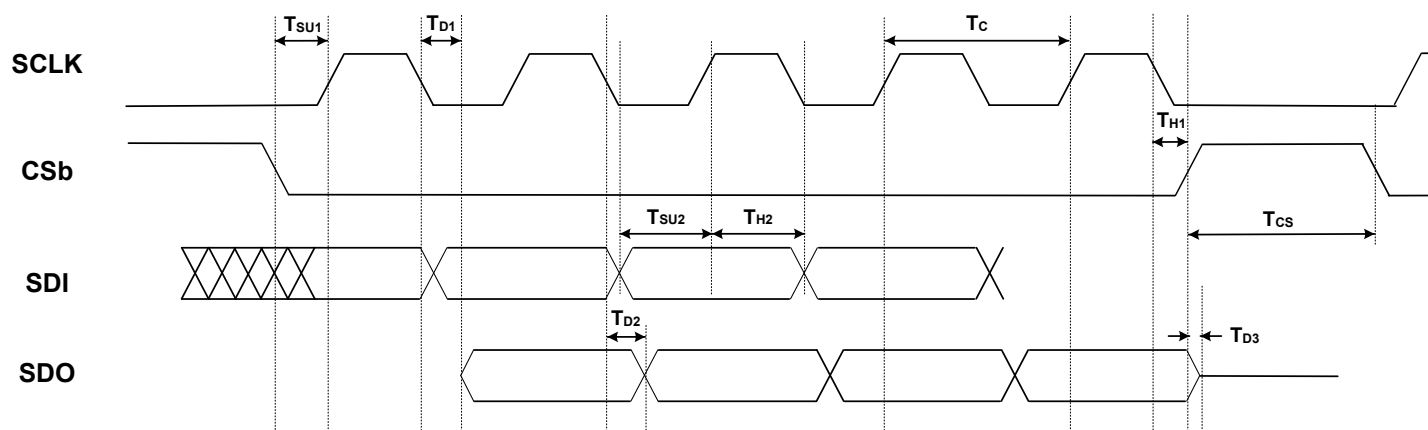 TSU1 TD1 TC
SCLK
TH1
CSb
TSU2 TH2 TCS
SDI
TD2
TD3
SDO